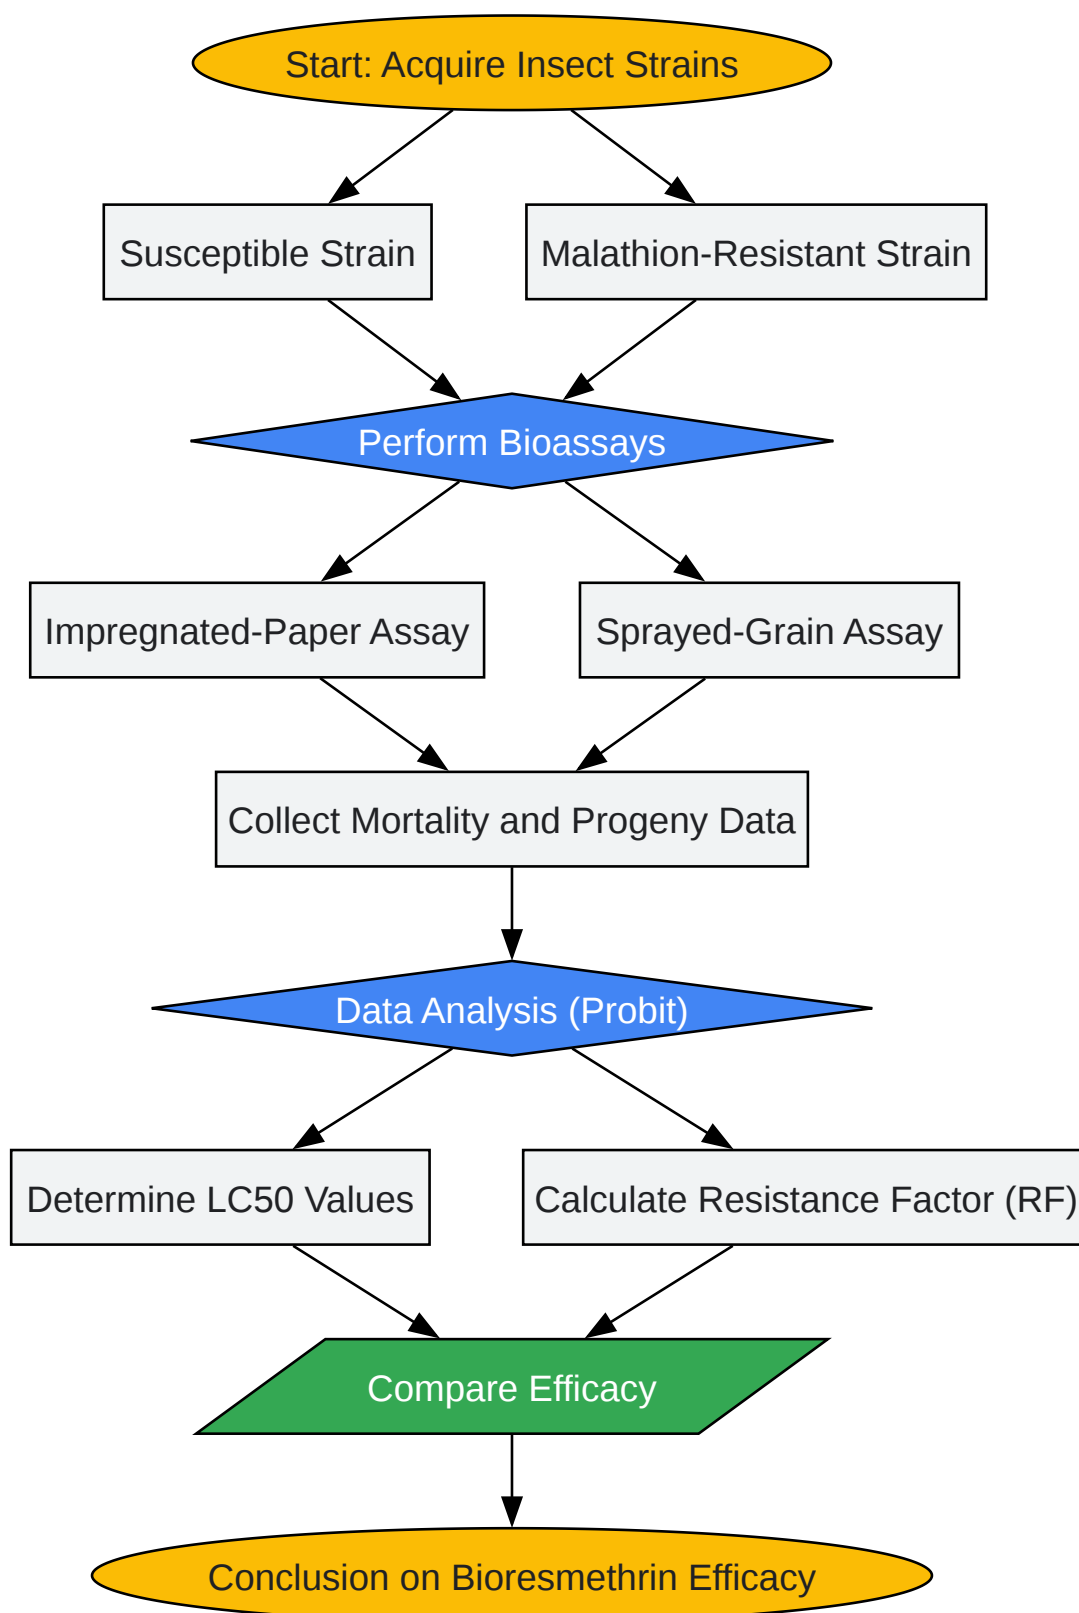 Start: Acquire Insect Strains
Susceptible Strain
Malathion-Resistant Strain
Perform Bioassays
Impregnated-Paper Assay
Sprayed-Grain Assay
Collect Mortality and Progeny Data
Data Analysis (Probit)
Determine LC50 Values
Calculate Resistance Factor (RF)
Compare Efficacy
Conclusion on Bioresmethrin Efficacy